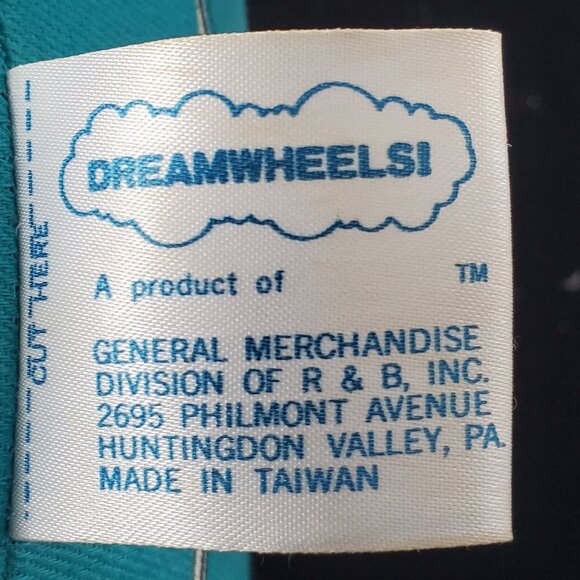 DREAMWHEELS!
A product of TM
GENERAL MERCHANDISE
DIVISION OF R & B, INC.
2695 PHILMONT AVENUE
HUNTINGDON VALLEY, PA.
MADE IN TAIWAN
CUT HERE